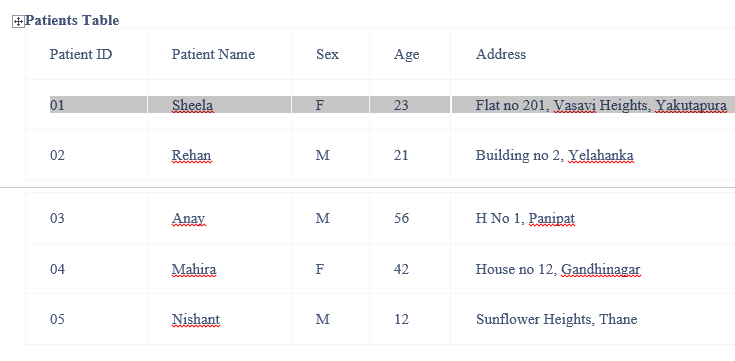 Patients Table
Patient ID Patient Name Sex Age Address
01 Sheela F 23 Flat no 201, Vasavi Heights, Yakutapura
02 Rehan M 21 Building no 2, Yelahanka
03 Anay M 56 H No 1, Panipat
04 Mahira F 42 House no 12, Gandhinagar
05 Nishant M 12 Sunflower Heights, Thane